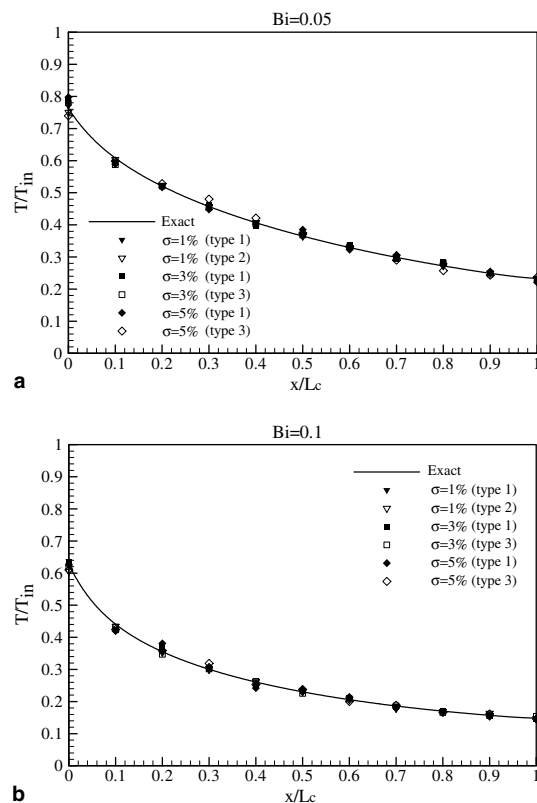 Bi=0.05
1
0.9
0.8
0.7
0.6
0.5
0.4
0.3
0.2
0.1
0
T/Tin
Exact
σ=1% (type 1)
σ=1% (type 2)
σ=3% (type 1)
σ=3% (type 3)
σ=5% (type 1)
σ=5% (type 3)
0 0.1 0.2 0.3 0.4 0.5 0.6 0.7 0.8 0.9 1
x/Lc
a
Bi=0.1
1
0.9
0.8
0.7
0.6
0.5
0.4
0.3
0.2
0.1
0
T/Tin
Exact
σ=1% (type 1)
σ=1% (type 2)
σ=3% (type 1)
σ=3% (type 3)
σ=5% (type 1)
σ=5% (type 3)
0 0.1 0.2 0.3 0.4 0.5 0.6 0.7 0.8 0.9 1
x/Lc
b